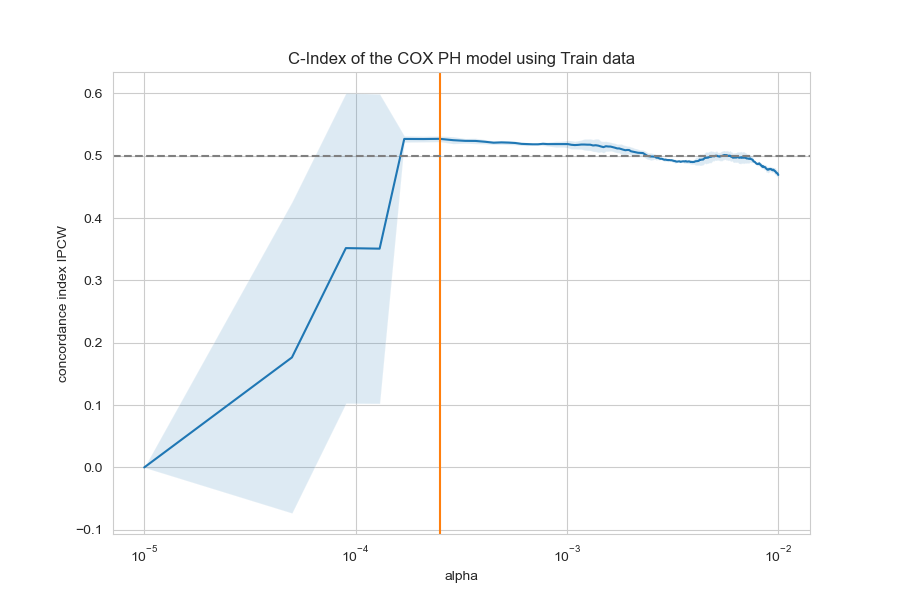 C-Index of the COX PH model using Train data
0.6
0.5
0.4
0.3
0.2
0.1
0.0
−0.1
concordance index IPCW
10⁻⁵ 10⁻⁴ 10⁻³ 10⁻²
alpha